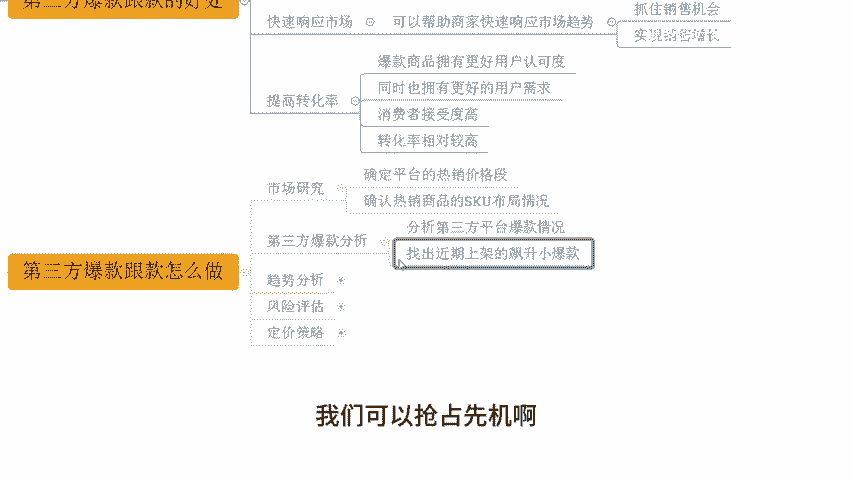 第三方爆款跟款的好处
快速响应市场
可以帮助商家快速响应市场趋势
抓住销售机会
实现销售增长
提高转化率
爆款商品拥有更好用户认可度
同时也拥有更好的用户需求
消费者接受度高
转化率相对较高
第三方爆款跟款怎么做
市场研究
确定平台的热销价格段
确认热销商品的SKU布局情况
第三方爆款分析
分析第三方平台爆款情况
找出近期上架的飙升小爆款
趋势分析
风险评估
定价策略
我们可以抢占先机啊